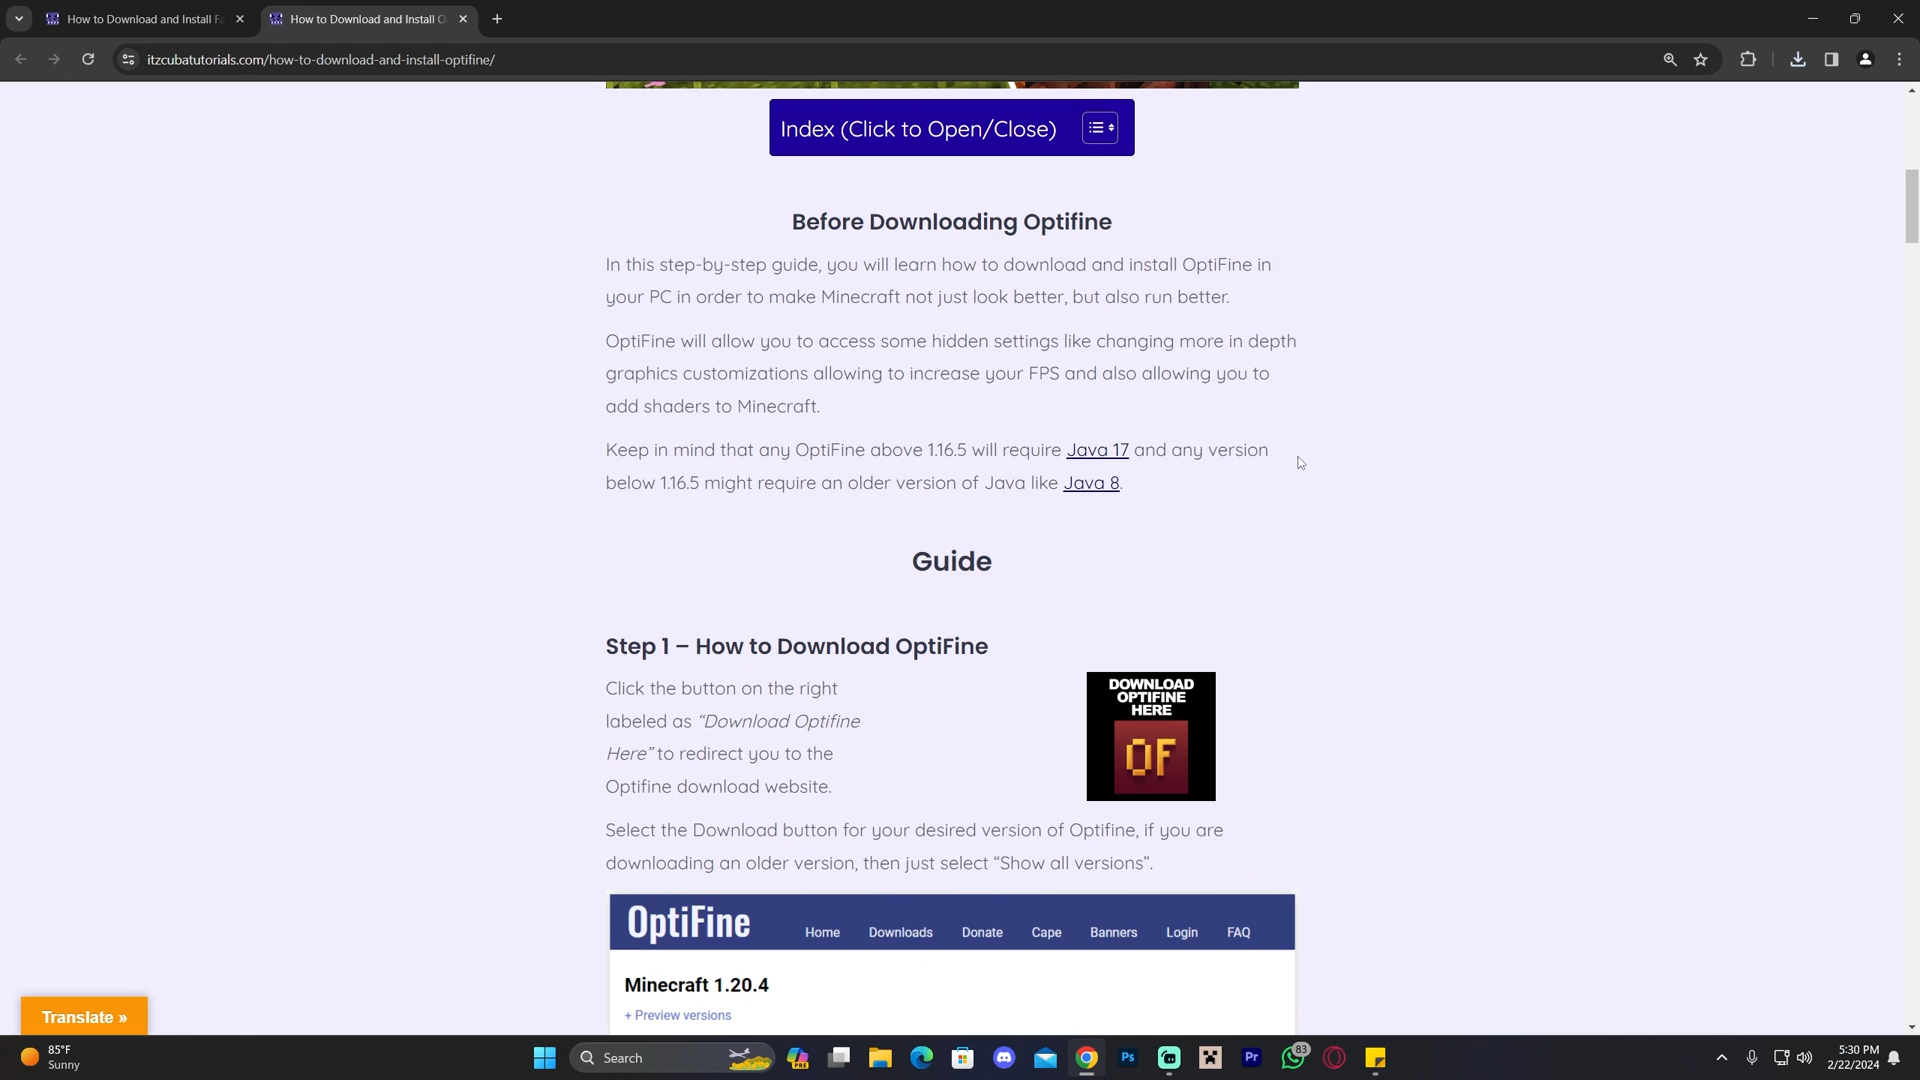 How to Download and Install Fa
How to Download and Install O
itzcubatutorials.com/how-to-download-and-install-optifine/
Index (Click to Open/Close)
Before Downloading Optifine
In this step-by-step guide, you will learn how to download and install OptiFine in
your PC in order to make Minecraft not just look better, but also run better.
OptiFine will allow you to access some hidden settings like changing more in depth
graphics customizations allowing to increase your FPS and also allowing you to
add shaders to Minecraft.
Keep in mind that any OptiFine above 1.16.5 will require Java 17 and any version
below 1.16.5 might require an older version of Java like Java 8.
Guide
Step 1 – How to Download OptiFine
Click the button on the right
labeled as “Download Optifine
Here” to redirect you to the
Optifine download website.
DOWNLOAD
OPTIFINE
HERE
OF
Select the Download button for your desired version of Optifine, if you are
downloading an older version, then just select “Show all versions”.
OptiFine Home Downloads Donate Cape Banners Login FAQ
Minecraft 1.20.4
+ Preview versions
Translate »
85°F
Sunny
Search
PRE
Ps
Pr
83
5:30 PM
2/22/2024